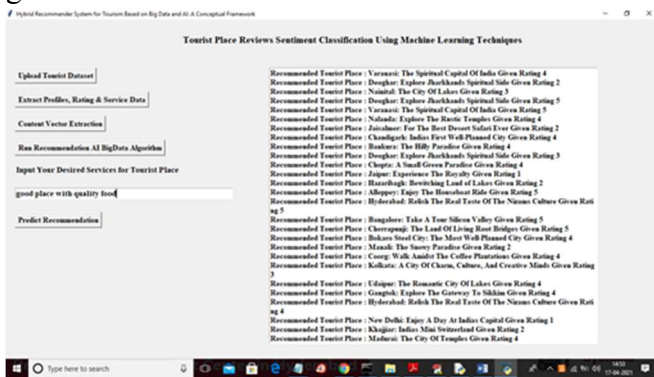 Hybrid Recommender System for Tourism Based on Big Data and AI: A Conceptual Framework
Tourist Place Reviews Sentiment Classification Using Machine Learning Techniques
Upload Tourist Dataset
Extract Profiles, Rating & Service Data
Content Vector Extraction
Run Recommendation AI BigData Algorithm
Input Your Desired Services for Tourist Place
good place with quality food
Predict Recommendation
Recommended Tourist Place : Varanasi: The Spiritual Capital Of India Given Rating 4
Recommended Tourist Place : Deoghar: Explore Jharkhands Spiritual Side Given Rating 2
Recommended Tourist Place : Nainital: The City Of Lakes Given Rating 3
Recommended Tourist Place : Deoghar: Explore Jharkhands Spiritual Side Given Rating 5
Recommended Tourist Place : Varanasi: The Spiritual Capital Of India Given Rating 5
Recommended Tourist Place : Nalanda: Explore The Rustic Temples Given Rating 4
Recommended Tourist Place : Jaisalmer: For The Best Desert Safari Ever Given Rating 2
Recommended Tourist Place : Chandigarh: Indias First Well-Planned City Given Rating 4
Recommended Tourist Place : Bankura: The Hilly Paradise Given Rating 4
Recommended Tourist Place : Deoghar: Explore Jharkhands Spiritual Side Given Rating 3
Recommended Tourist Place : Chopta: A Small Green Paradise Given Rating 4
Recommended Tourist Place : Jaipur: Experience The Royalty Given Rating 1
Recommended Tourist Place : Hazaribagh: Bewitching Land of Lakes Given Rating 2
Recommended Tourist Place : Alleppey: Enjoy The Houseboat Ride Given Rating 5
Recommended Tourist Place : Hyderabad: Relish The Real Taste Of The Nizams Culture Given Rati
ng 5
Recommended Tourist Place : Bangalore: Take A Tour Silicon Valley Given Rating 5
Recommended Tourist Place : Cherrapunji: The Land Of Living Root Bridges Given Rating 5
Recommended Tourist Place : Bokaro Steel City: The Most Well-Planned City Given Rating 4
Recommended Tourist Place : Manali: The Snowy Paradise Given Rating 2
Recommended Tourist Place : Coorg: Walk Amidst The Coffee Plantations Given Rating 4
Recommended Tourist Place : Kolkata: A City Of Charm, Culture, And Creative Minds Given Rating
3
Recommended Tourist Place : Udaipur: The Romantic City Of Lakes Given Rating 4
Recommended Tourist Place : Gangtok: Explore The Gateway To Sikkim Given Rating 4
Recommended Tourist Place : Hyderabad: Relish The Real Taste Of The Nizams Culture Given Rati
ng 4
Recommended Tourist Place : New Delhi: Enjoy A Day At Indias Capital Given Rating 1
Recommended Tourist Place : Khajjiar: Indias Mini Switzerland Given Rating 2
Recommended Tourist Place : Madurai: The City Of Temples Given Rating 4
Type here to search
14:53
17-04-2021